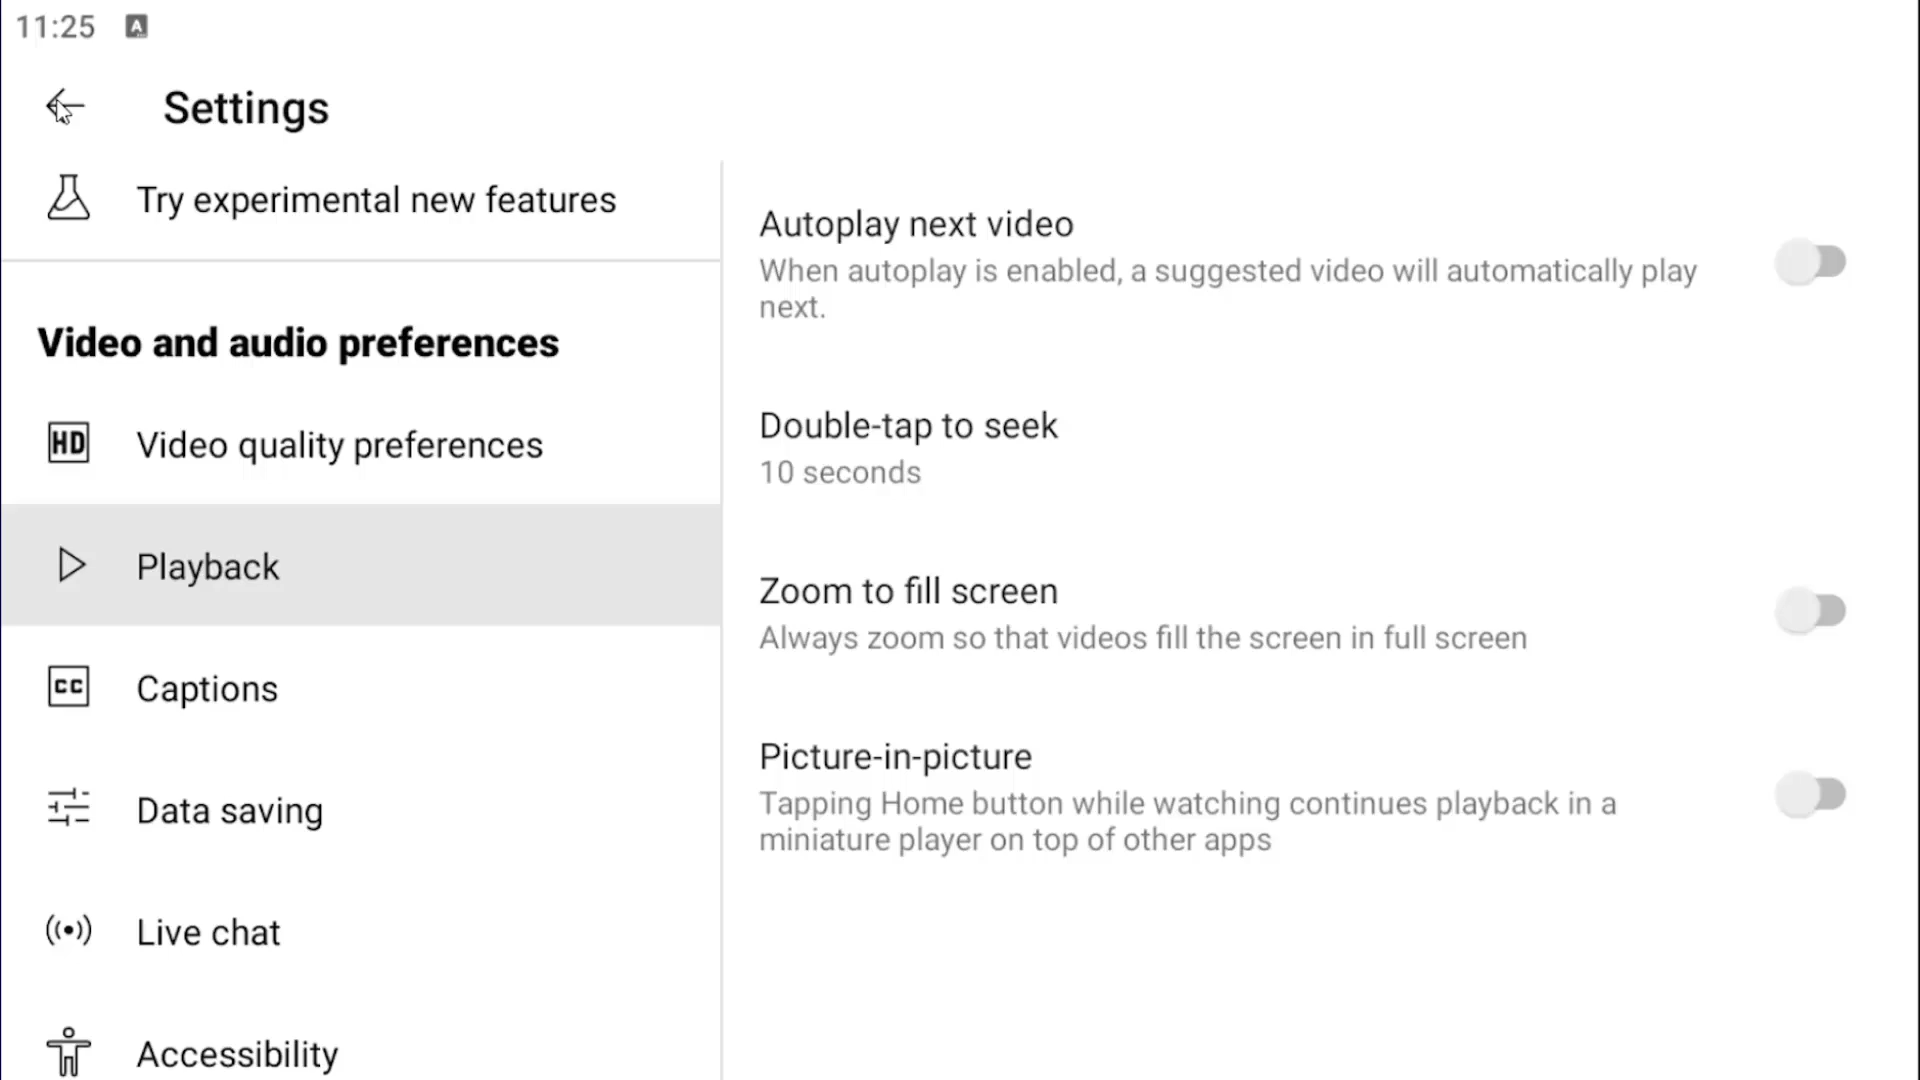 11:25 A
Settings
Try experimental new features
Video and audio preferences
HD Video quality preferences
Playback
CC Captions
Data saving
Live chat
Accessibility
Autoplay next video
When autoplay is enabled, a suggested video will automatically play
next.
Double-tap to seek
10 seconds
Zoom to fill screen
Always zoom so that videos fill the screen in full screen
Picture-in-picture
Tapping Home button while watching continues playback in a
miniature player on top of other apps